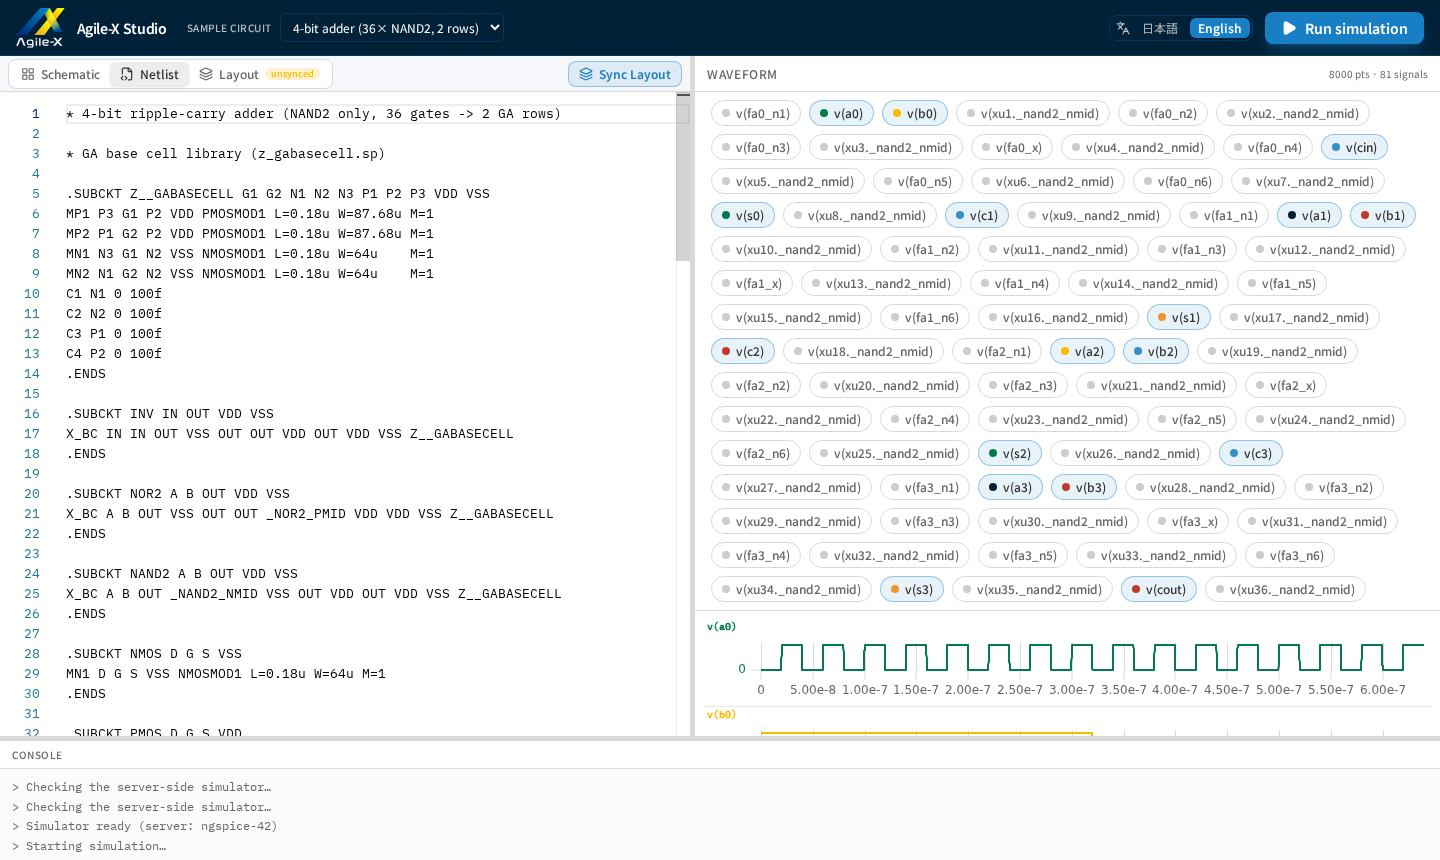 Agile-X
Agile-X Studio
SAMPLE CIRCUIT
4-bit adder (36× NAND2, 2 rows)
日本語
English
Run simulation
Schematic
Netlist
Layout
unsynced
Sync Layout
WAVEFORM
8000 pts · 81 signals
1 * 4-bit ripple-carry adder (NAND2 only, 36 gates -> 2 GA rows)
2
3 * GA base cell library (z_gabasecell.sp)
4
5 .SUBCKT Z__GABASECELL G1 G2 N1 N2 N3 P1 P2 P3 VDD VSS
6 MP1 P3 G1 P2 VDD PMOSMOD1 L=0.18u W=87.68u M=1
7 MP2 P1 G2 P2 VDD PMOSMOD1 L=0.18u W=87.68u M=1
8 MN1 N3 G1 N2 VSS NMOSMOD1 L=0.18u W=64u    M=1
9 MN2 N1 G2 N2 VSS NMOSMOD1 L=0.18u W=64u    M=1
10 C1 N1 0 100f
11 C2 N2 0 100f
12 C3 P1 0 100f
13 C4 P2 0 100f
14 .ENDS
15
16 .SUBCKT INV IN OUT VDD VSS
17 X_BC IN IN OUT VSS OUT OUT VDD OUT VDD VSS Z__GABASECELL
18 .ENDS
19
20 .SUBCKT NOR2 A B OUT VDD VSS
21 X_BC A B OUT VSS OUT OUT _NOR2_PMID VDD VDD VSS Z__GABASECELL
22 .ENDS
23
24 .SUBCKT NAND2 A B OUT VDD VSS
25 X_BC A B OUT _NAND2_NMID VSS OUT VDD OUT VDD VSS Z__GABASECELL
26 .ENDS
27
28 .SUBCKT NMOS D G S VSS
29 MN1 D G S VSS NMOSMOD1 L=0.18u W=64u M=1
30 .ENDS
31
32 .SUBCKT PMOS D G S VDD
v(fa0_n1) v(a0) v(b0) v(xu1._nand2_nmid) v(fa0_n2) v(xu2._nand2_nmid)
v(fa0_n3) v(xu3._nand2_nmid) v(fa0_x) v(xu4._nand2_nmid) v(fa0_n4) v(cin)
v(xu5._nand2_nmid) v(fa0_n5) v(xu6._nand2_nmid) v(fa0_n6) v(xu7._nand2_nmid)
v(s0) v(xu8._nand2_nmid) v(c1) v(xu9._nand2_nmid) v(fa1_n1) v(a1) v(b1)
v(xu10._nand2_nmid) v(fa1_n2) v(xu11._nand2_nmid) v(fa1_n3) v(xu12._nand2_nmid)
v(fa1_x) v(xu13._nand2_nmid) v(fa1_n4) v(xu14._nand2_nmid) v(fa1_n5)
v(xu15._nand2_nmid) v(fa1_n6) v(xu16._nand2_nmid) v(s1) v(xu17._nand2_nmid)
v(c2) v(xu18._nand2_nmid) v(fa2_n1) v(a2) v(b2) v(xu19._nand2_nmid)
v(fa2_n2) v(xu20._nand2_nmid) v(fa2_n3) v(xu21._nand2_nmid) v(fa2_x)
v(xu22._nand2_nmid) v(fa2_n4) v(xu23._nand2_nmid) v(fa2_n5) v(xu24._nand2_nmid)
v(fa2_n6) v(xu25._nand2_nmid) v(s2) v(xu26._nand2_nmid) v(c3)
v(xu27._nand2_nmid) v(fa3_n1) v(a3) v(b3) v(xu28._nand2_nmid) v(fa3_n2)
v(xu29._nand2_nmid) v(fa3_n3) v(xu30._nand2_nmid) v(fa3_x) v(xu31._nand2_nmid)
v(fa3_n4) v(xu32._nand2_nmid) v(fa3_n5) v(xu33._nand2_nmid) v(fa3_n6)
v(xu34._nand2_nmid) v(s3) v(xu35._nand2_nmid) v(cout) v(xu36._nand2_nmid)
v(a0)
0
0 5.00e-8 1.00e-7 1.50e-7 2.00e-7 2.50e-7 3.00e-7 3.50e-7 4.00e-7 4.50e-7 5.00e-7 5.50e-7 6.00e-7
v(b0)
CONSOLE
> Checking the server-side simulator…
> Checking the server-side simulator…
> Simulator ready (server: ngspice-42)
> Starting simulation…